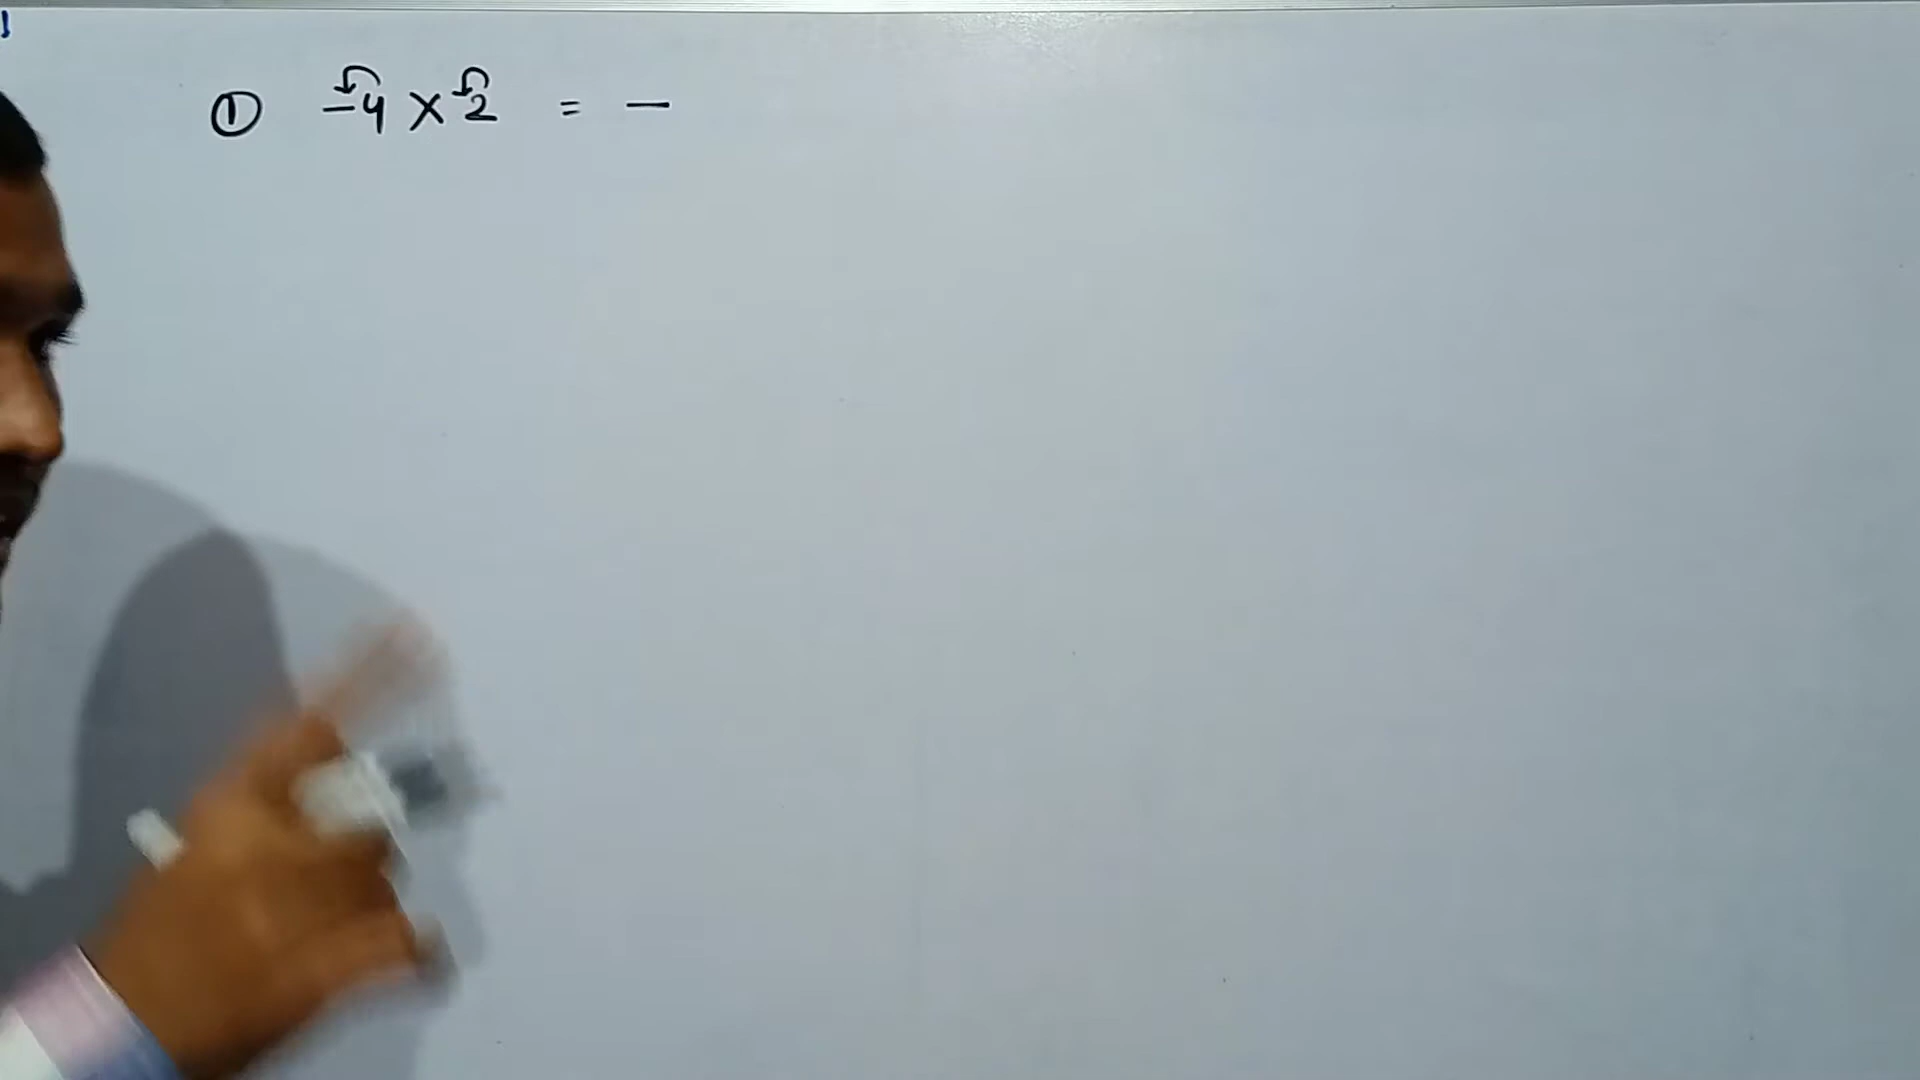 ① -4 × 2 = -